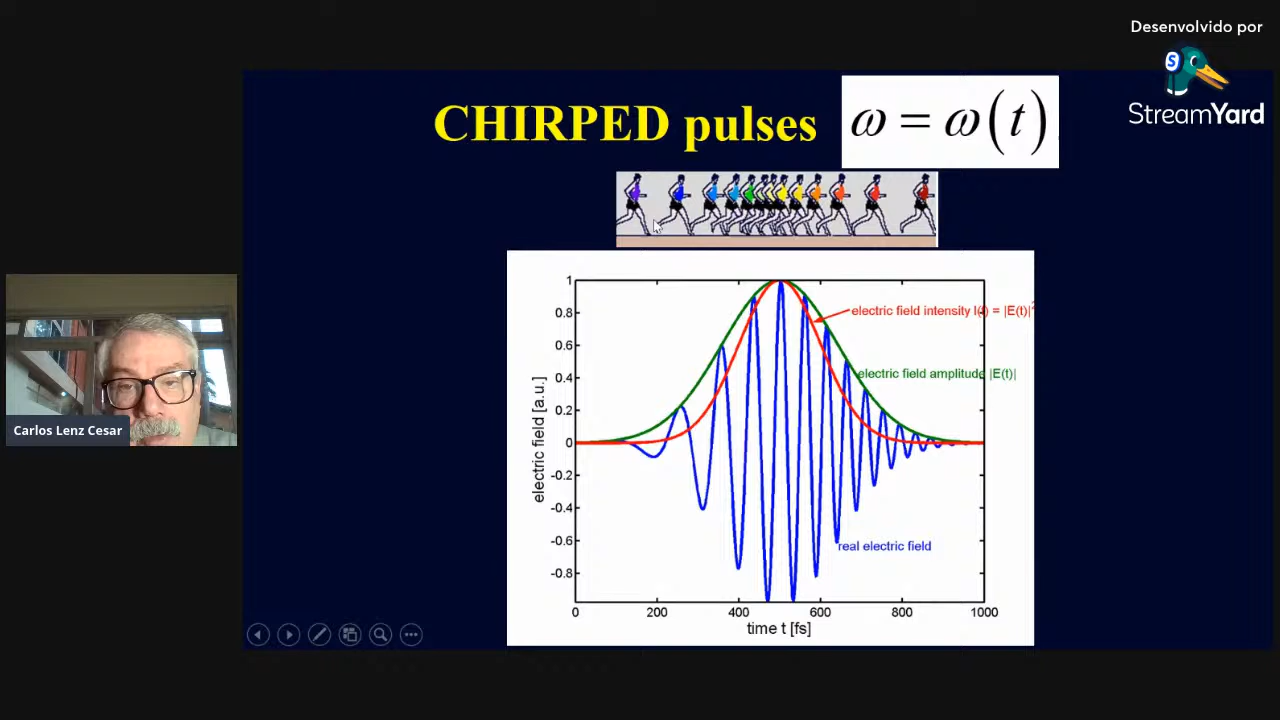 Desenvolvido por
S
StreamYard
CHIRPED pulses
ω = ω(t)
electric field intensity I(t) = |E(t)|²
electric field amplitude |E(t)|
real electric field
electric field [a.u.]
1
0.8
0.6
0.4
0.2
0
-0.2
-0.4
-0.6
-0.8
0 200 400 600 800 1000
time t [fs]
Carlos Lenz Cesar